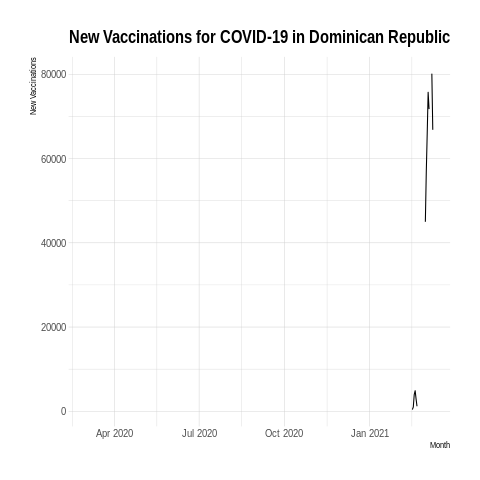 New Vaccinations for COVID-19 in Dominican Republic
New Vaccinations
80000
60000
40000
20000
0
Apr 2020 Jul 2020 Oct 2020 Jan 2021
Month